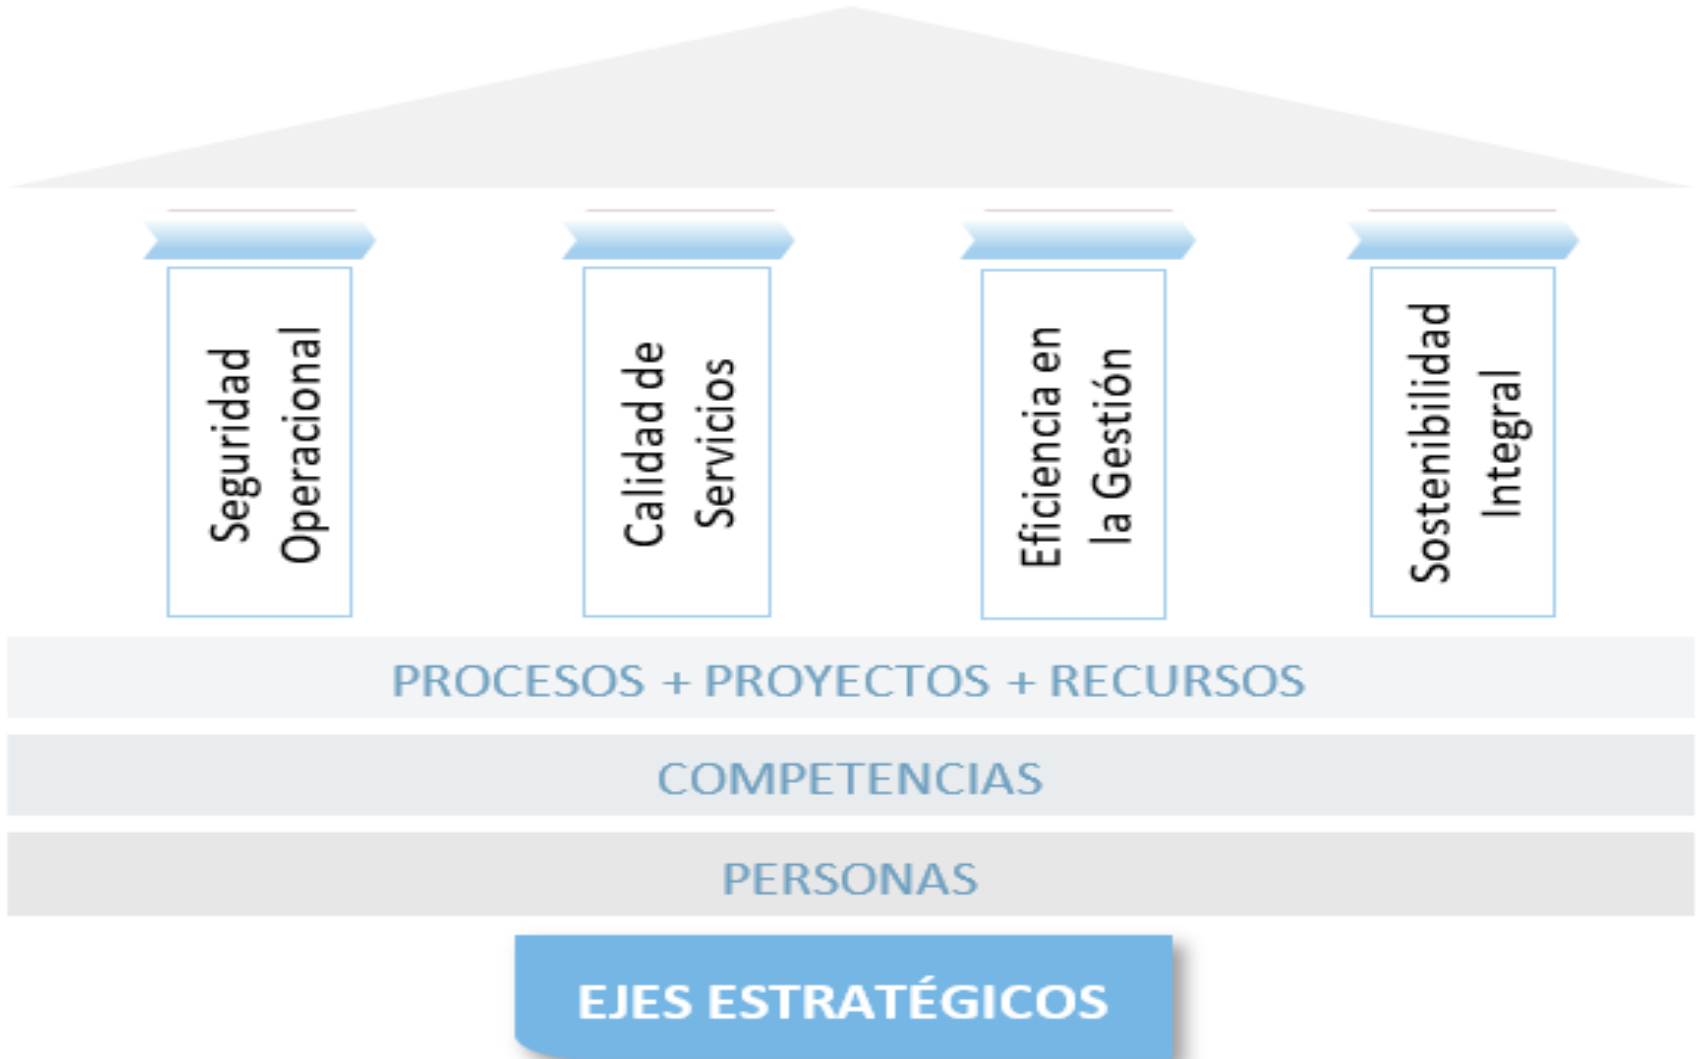 Seguridad
Operacional
Calidad de
Servicios
Eficiencia en
la Gestión
Sostenibilidad
Integral
PROCESOS + PROYECTOS + RECURSOS
COMPETENCIAS
PERSONAS
EJES ESTRATÉGICOS